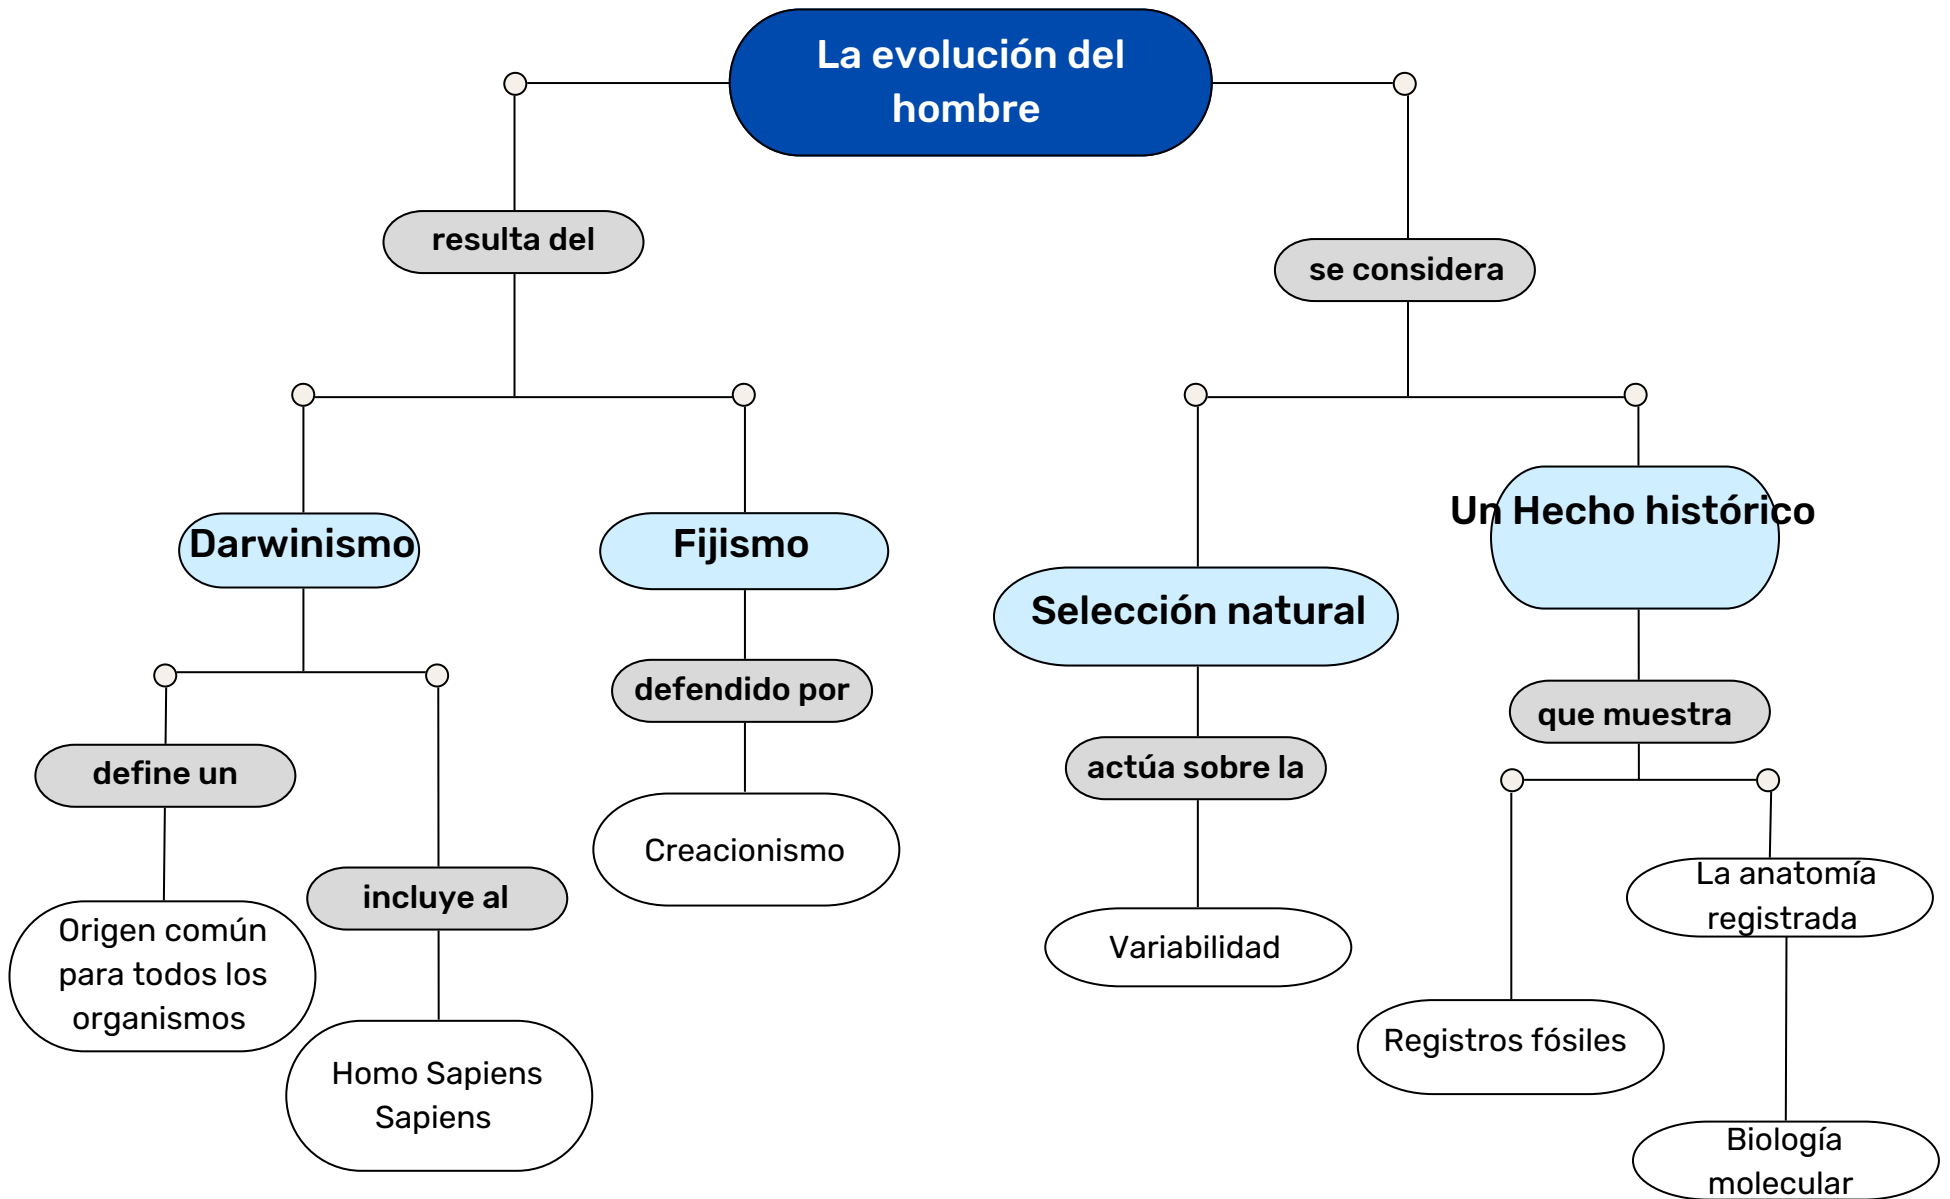 La evolución del
hombre
resulta del
se considera
Darwinismo
Fijismo
Selección natural
Un Hecho histórico
define un
incluye al
defendido por
actúa sobre la
que muestra
Origen común
para todos los
organismos
Homo Sapiens
Sapiens
Creacionismo
Variabilidad
Registros fósiles
La anatomía
registrada
Biología
molecular